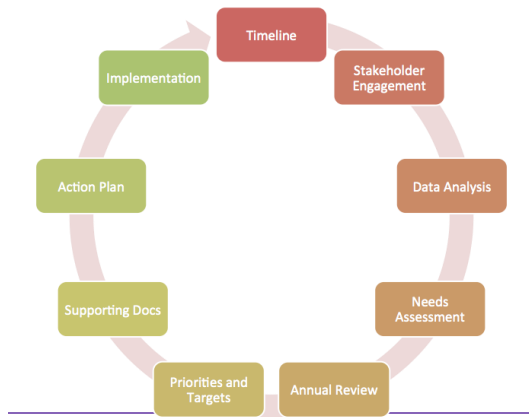 Timeline
Stakeholder
Engagement
Data Analysis
Needs
Assessment
Annual Review
Priorities and
Targets
Supporting Docs
Action Plan
Implementation